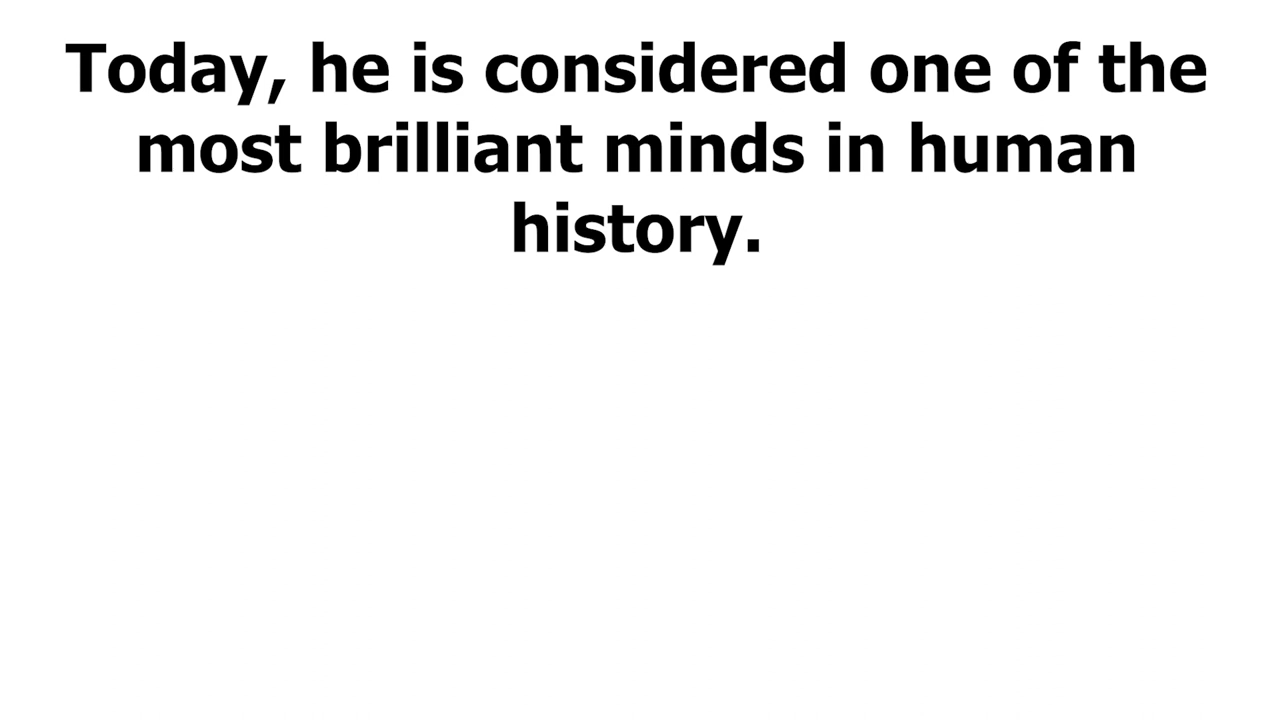 Today, he is considered one of the
most brilliant minds in human
history.